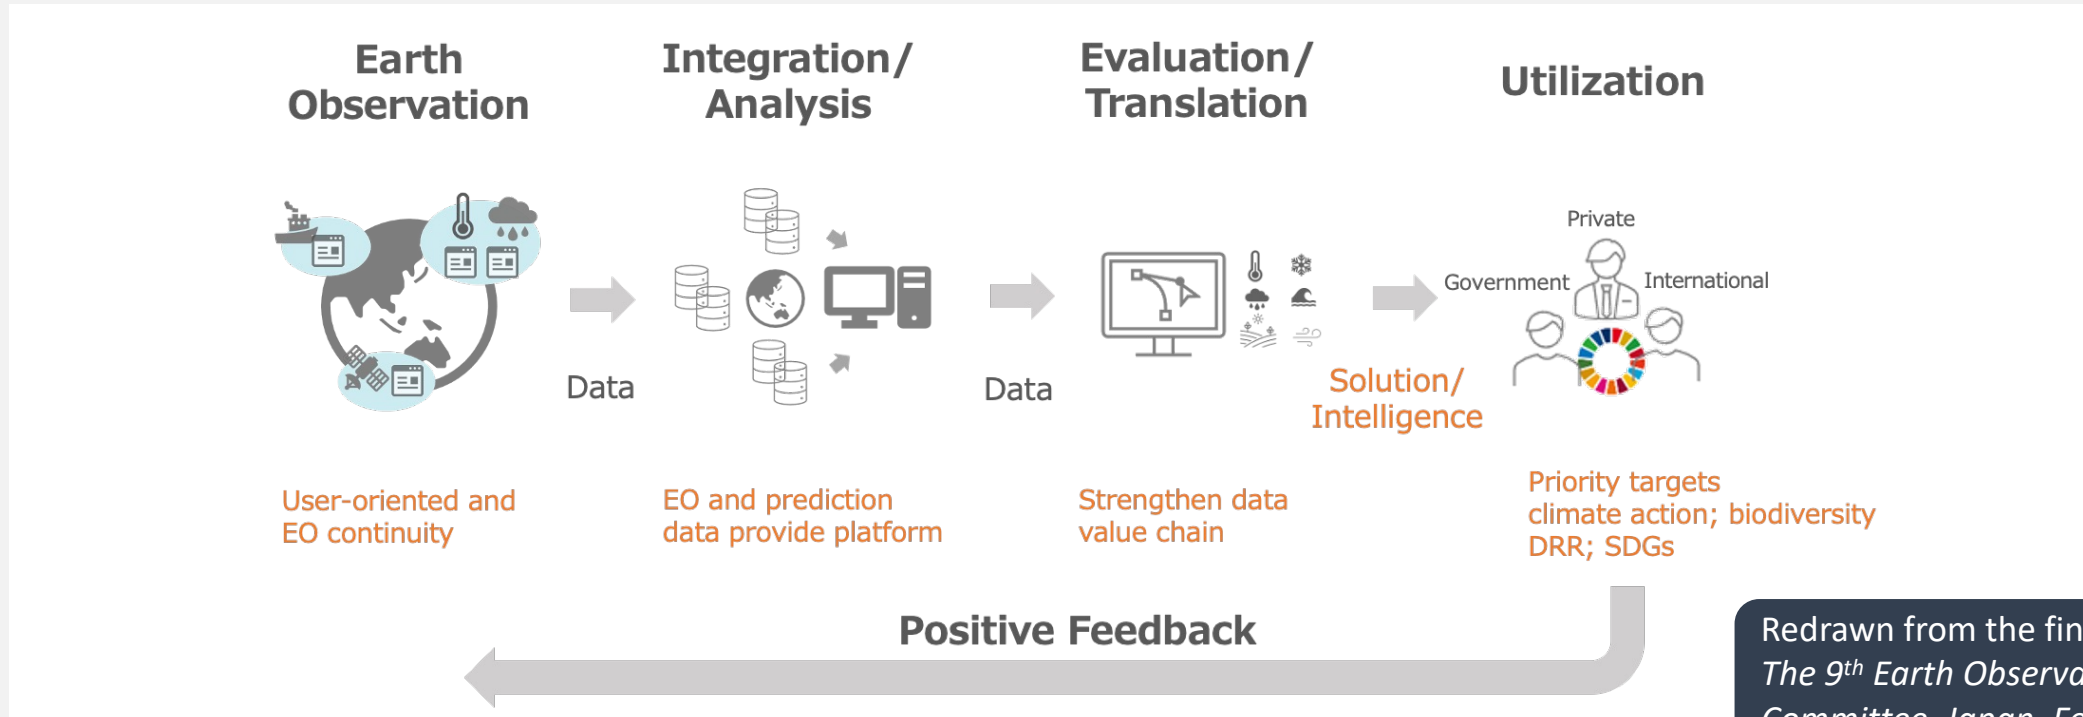 Earth
Observation
Integration/
Analysis
Evaluation/
Translation
Utilization
Private
Government
International
Data
Data
Solution/
Intelligence
User-oriented and
EO continuity
EO and prediction
data provide platform
Strengthen data
value chain
Priority targets
climate action; biodiversity
DRR; SDGs
Positive Feedback
Redrawn from the fin
The 9th Earth Observa
Committee, Japan